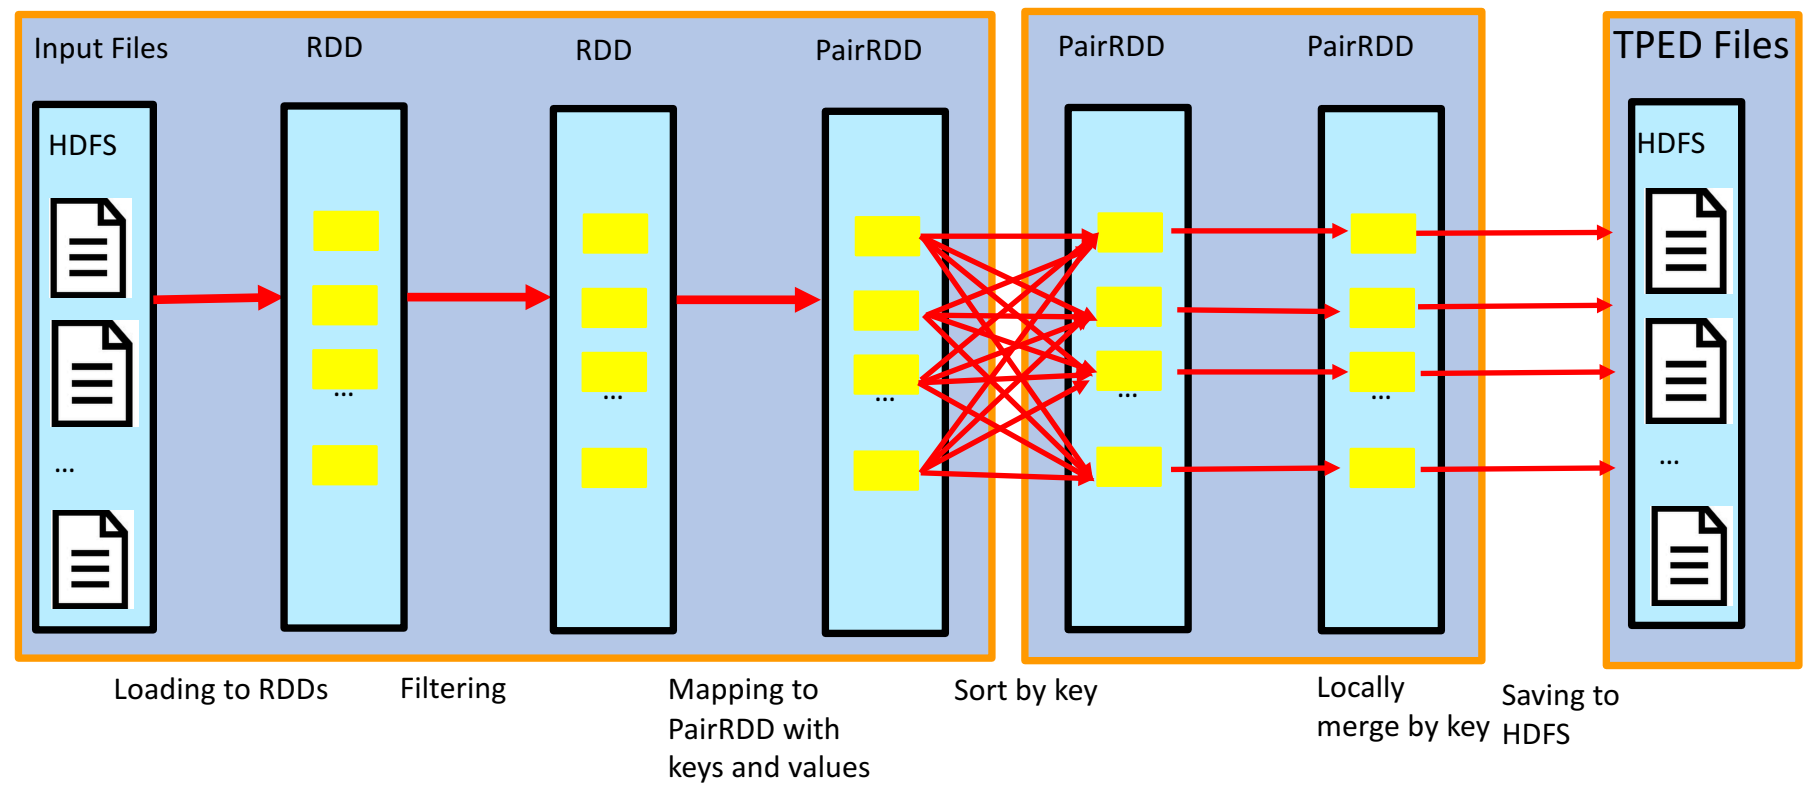 Input Files
RDD
RDD
PairRDD
PairRDD
PairRDD
TPED Files
HDFS
HDFS
...
...
...
...
...
...
...
Loading to RDDs
Filtering
Mapping to
PairRDD with
keys and values
Sort by key
Locally
merge by key
Saving to
HDFS